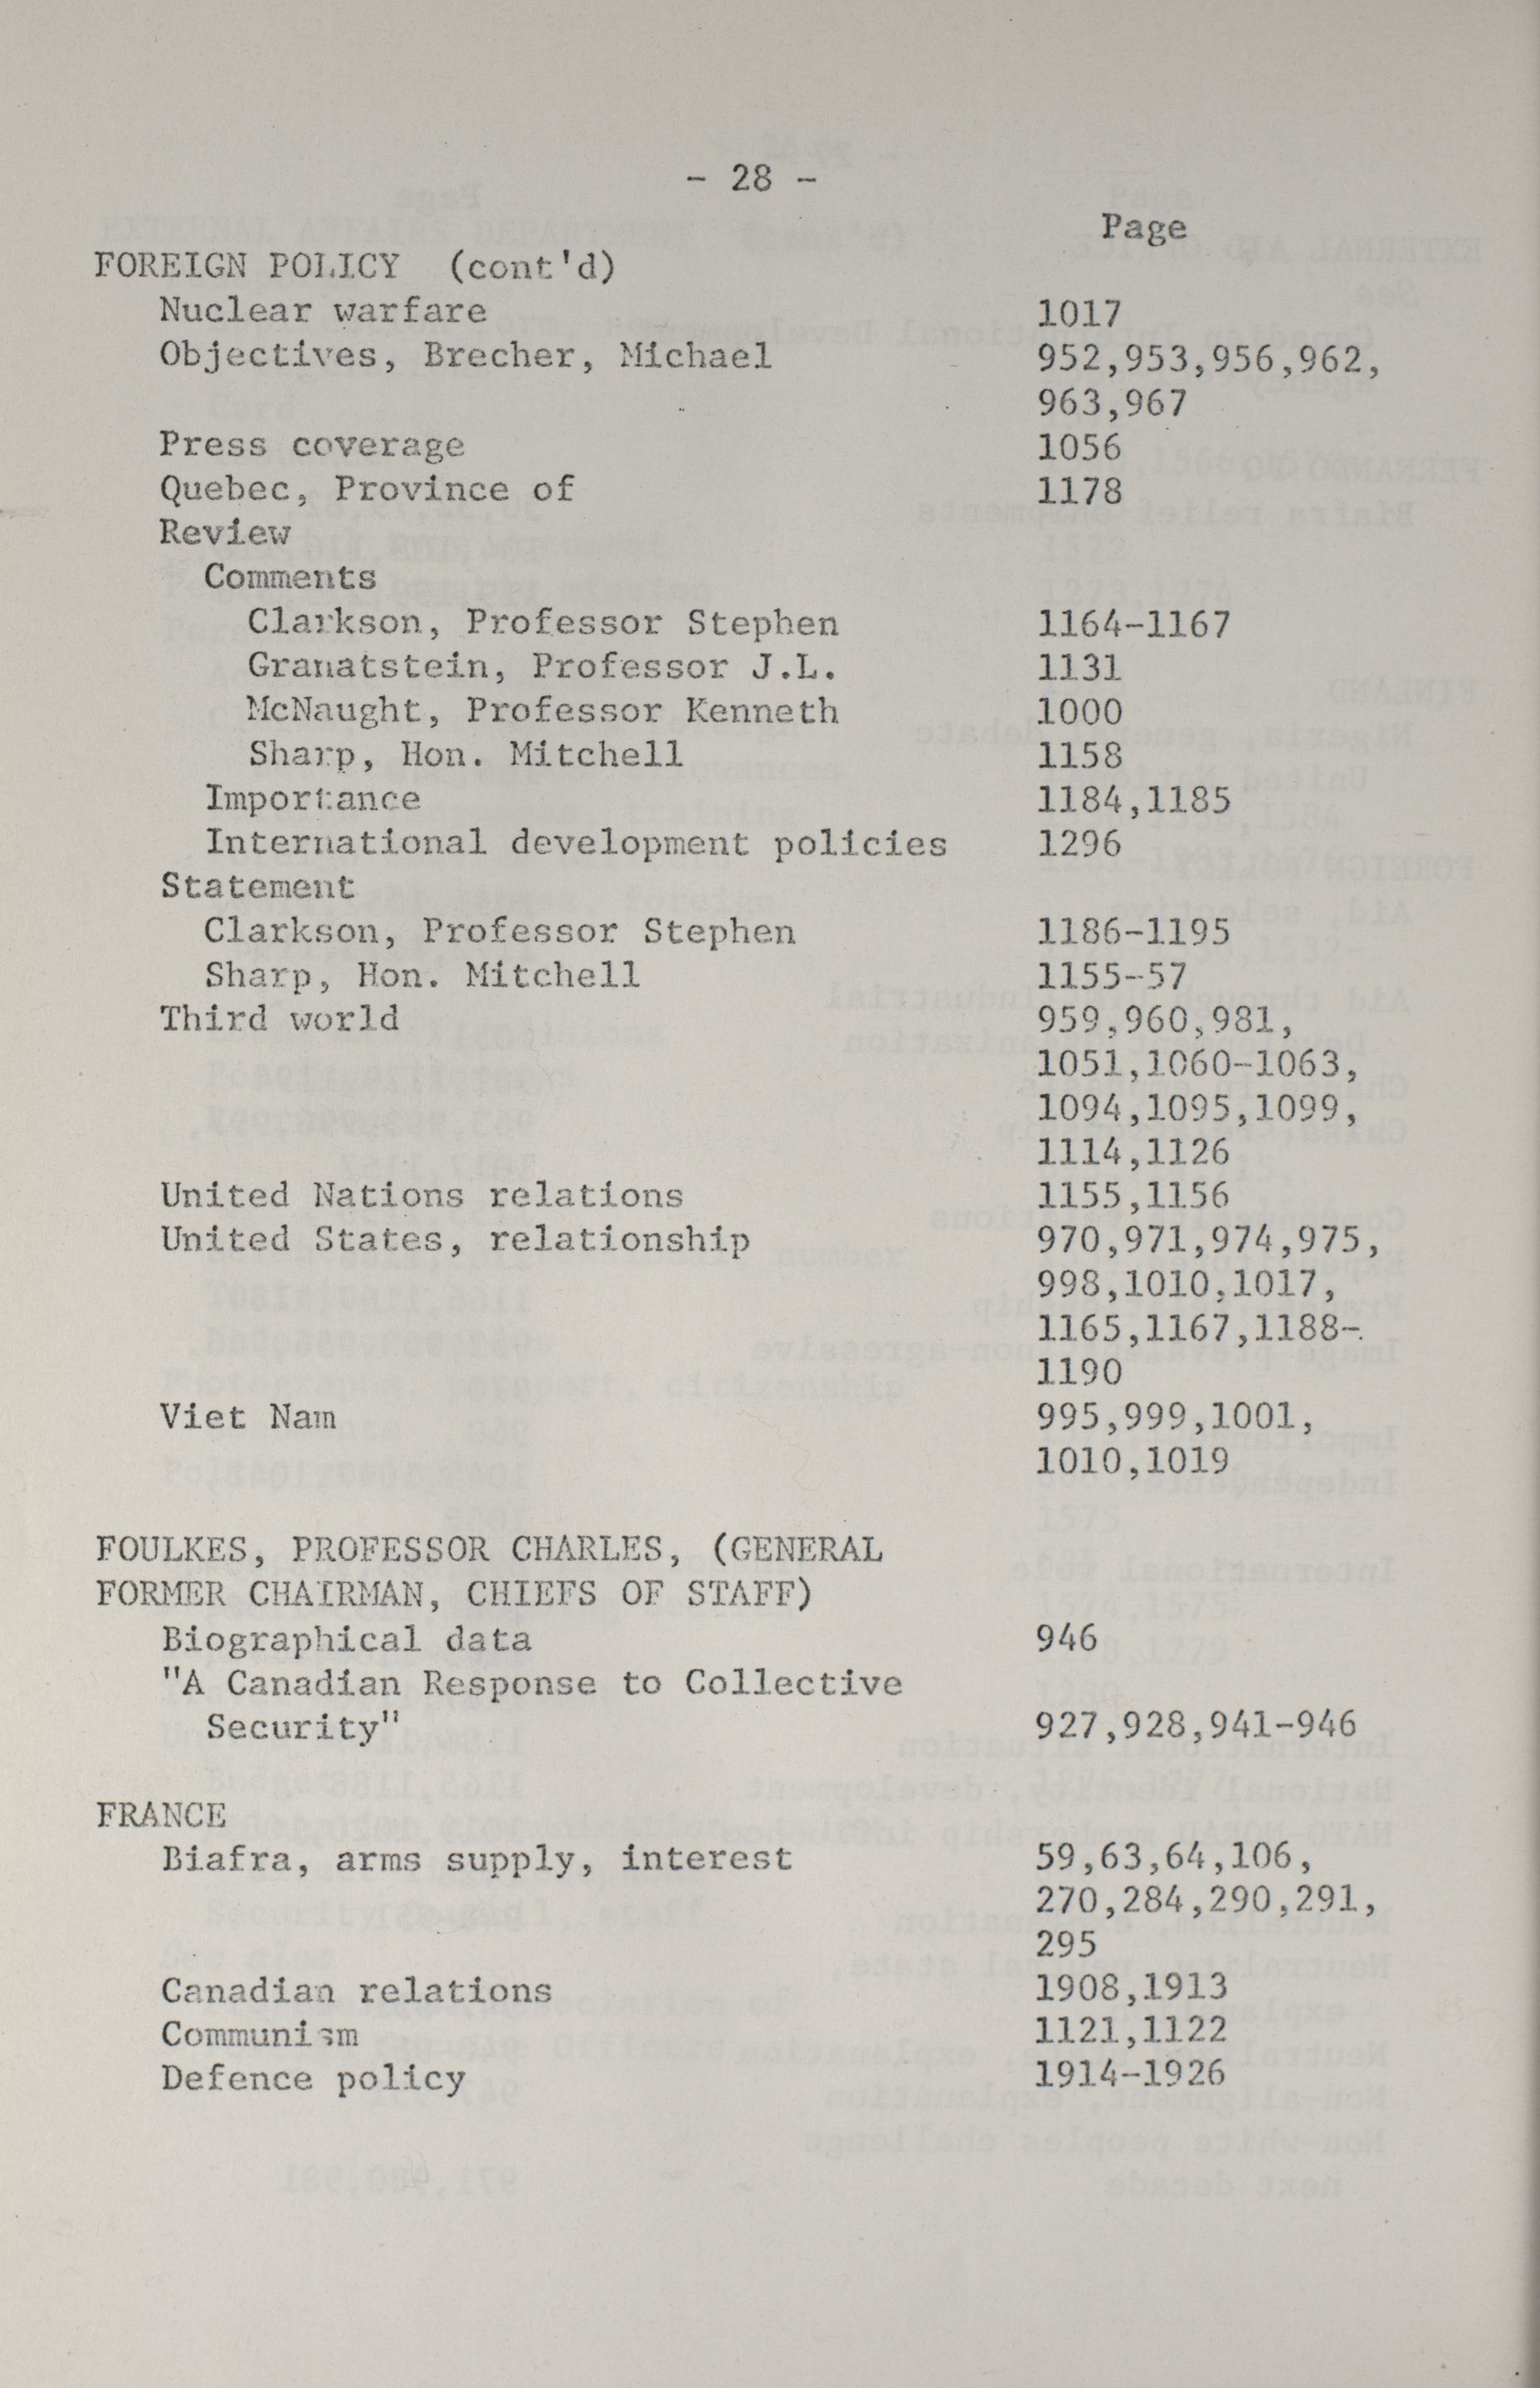 - 28 -
Page
FOREIGN POLICY (cont'd)
Nuclear warfare 1017
Objectives, Brecher, Michael 952,953,956,962,
963,967
Press coverage 1056
Quebec, Province of 1178
Review
Comments
Clarkson, Professor Stephen 1164-1167
Granatstein, Professor J.L. 1131
McNaught, Professor Kenneth 1000
Sharp, Hon. Mitchell 1158
Importance 1184,1185
International development policies 1296
Statement
Clarkson, Professor Stephen 1186-1195
Sharp, Hon. Mitchell 1155-57
Third world 959,960,981,
1051,1060-1063,
1094,1095,1099,
1114,1126
United Nations relations 1155,1156
United States, relationship 970,971,974,975,
998,1010,1017,
1165,1167,1188-
1190
Viet Nam 995,999,1001,
1010,1019
FOULKES, PROFESSOR CHARLES, (GENERAL
FORMER CHAIRMAN, CHIEFS OF STAFF)
Biographical data 946
"A Canadian Response to Collective
Security" 927,928,941-946
FRANCE
Biafra, arms supply, interest 59,63,64,106,
270,284,290,291,
295
Canadian relations 1908,1913
Communism 1121,1122
Defence policy 1914-1926